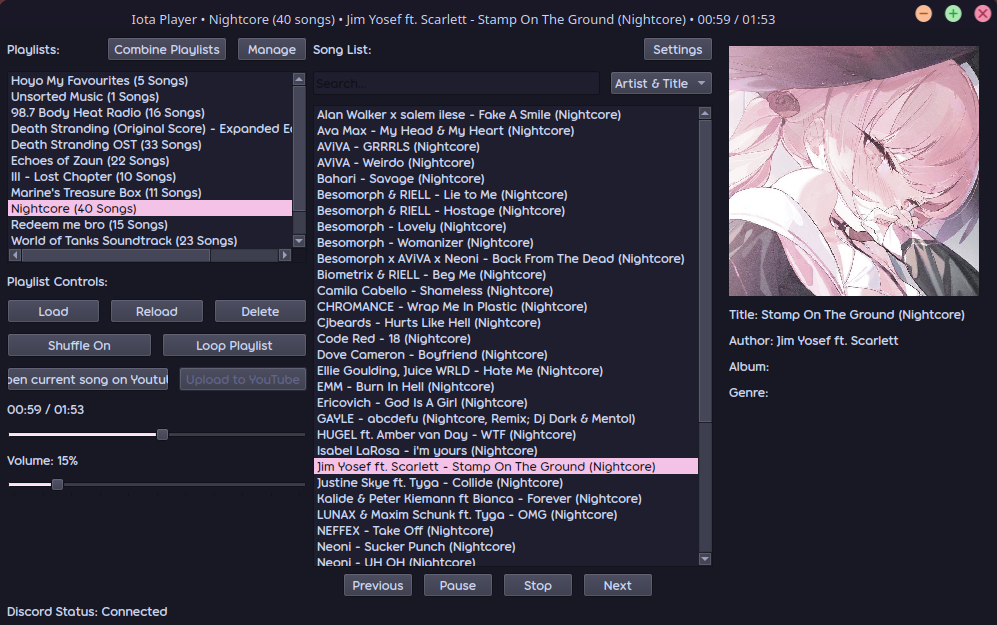 Iota Player • Nightcore (40 songs) • Jim Yosef ft. Scarlett - Stamp On The Ground (Nightcore) • 00:59 / 01:53
Playlists:
Combine Playlists
Manage
Hoyo My Favourites (5 Songs)
Unsorted Music (1 Songs)
98.7 Body Heat Radio (16 Songs)
Death Stranding (Original Score) - Expanded E
Death Stranding OST (33 Songs)
Echoes of Zaun (22 Songs)
III - Lost Chapter (10 Songs)
Marine's Treasure Box (11 Songs)
Nightcore (40 Songs)
Redeem me bro (15 Songs)
World of Tanks Soundtrack (23 Songs)
Playlist Controls:
Load
Reload
Delete
Shuffle On
Loop Playlist
pen current song on Youtul
Upload to YouTube
00:59 / 01:53
Volume: 15%
Song List:
Settings
Search...
Artist & Title
Alan Walker x salem ilese - Fake A Smile (Nightcore)
Ava Max - My Head & My Heart (Nightcore)
AViVA - GRRRLS (Nightcore)
AViVA - Weirdo (Nightcore)
Bahari - Savage (Nightcore)
Besomorph & RIELL - Lie to Me (Nightcore)
Besomorph & RIELL - Hostage (Nightcore)
Besomorph - Lovely (Nightcore)
Besomorph - Womanizer (Nightcore)
Besomorph x AViVA x Neoni - Back From The Dead (Nightcore)
Biometrix & RIELL - Beg Me (Nightcore)
Camila Cabello - Shameless (Nightcore)
CHROMANCE - Wrap Me In Plastic (Nightcore)
Cjbeards - Hurts Like Hell (Nightcore)
Code Red - 18 (Nightcore)
Dove Cameron - Boyfriend (Nightcore)
Ellie Goulding, Juice WRLD - Hate Me (Nightcore)
EMM - Burn In Hell (Nightcore)
Ericovich - God Is A Girl (Nightcore)
GAYLE - abcdefu (Nightcore, Remix; Dj Dark & Mentol)
HUGEL ft. Amber van Day - WTF (Nightcore)
Isabel LaRosa - i'm yours (Nightcore)
Jim Yosef ft. Scarlett - Stamp On The Ground (Nightcore)
Justine Skye ft. Tyga - Collide (Nightcore)
Kalide & Peter Kiemann ft Bianca - Forever (Nightcore)
LUNAX & Maxim Schunk ft. Tyga - OMG (Nightcore)
NEFFEX - Take Off (Nightcore)
Neoni - Sucker Punch (Nightcore)
Neoni - UH OH (Nightcore)
Previous
Pause
Stop
Next
Title: Stamp On The Ground (Nightcore)
Author: Jim Yosef ft. Scarlett
Album:
Genre:
Discord Status: Connected